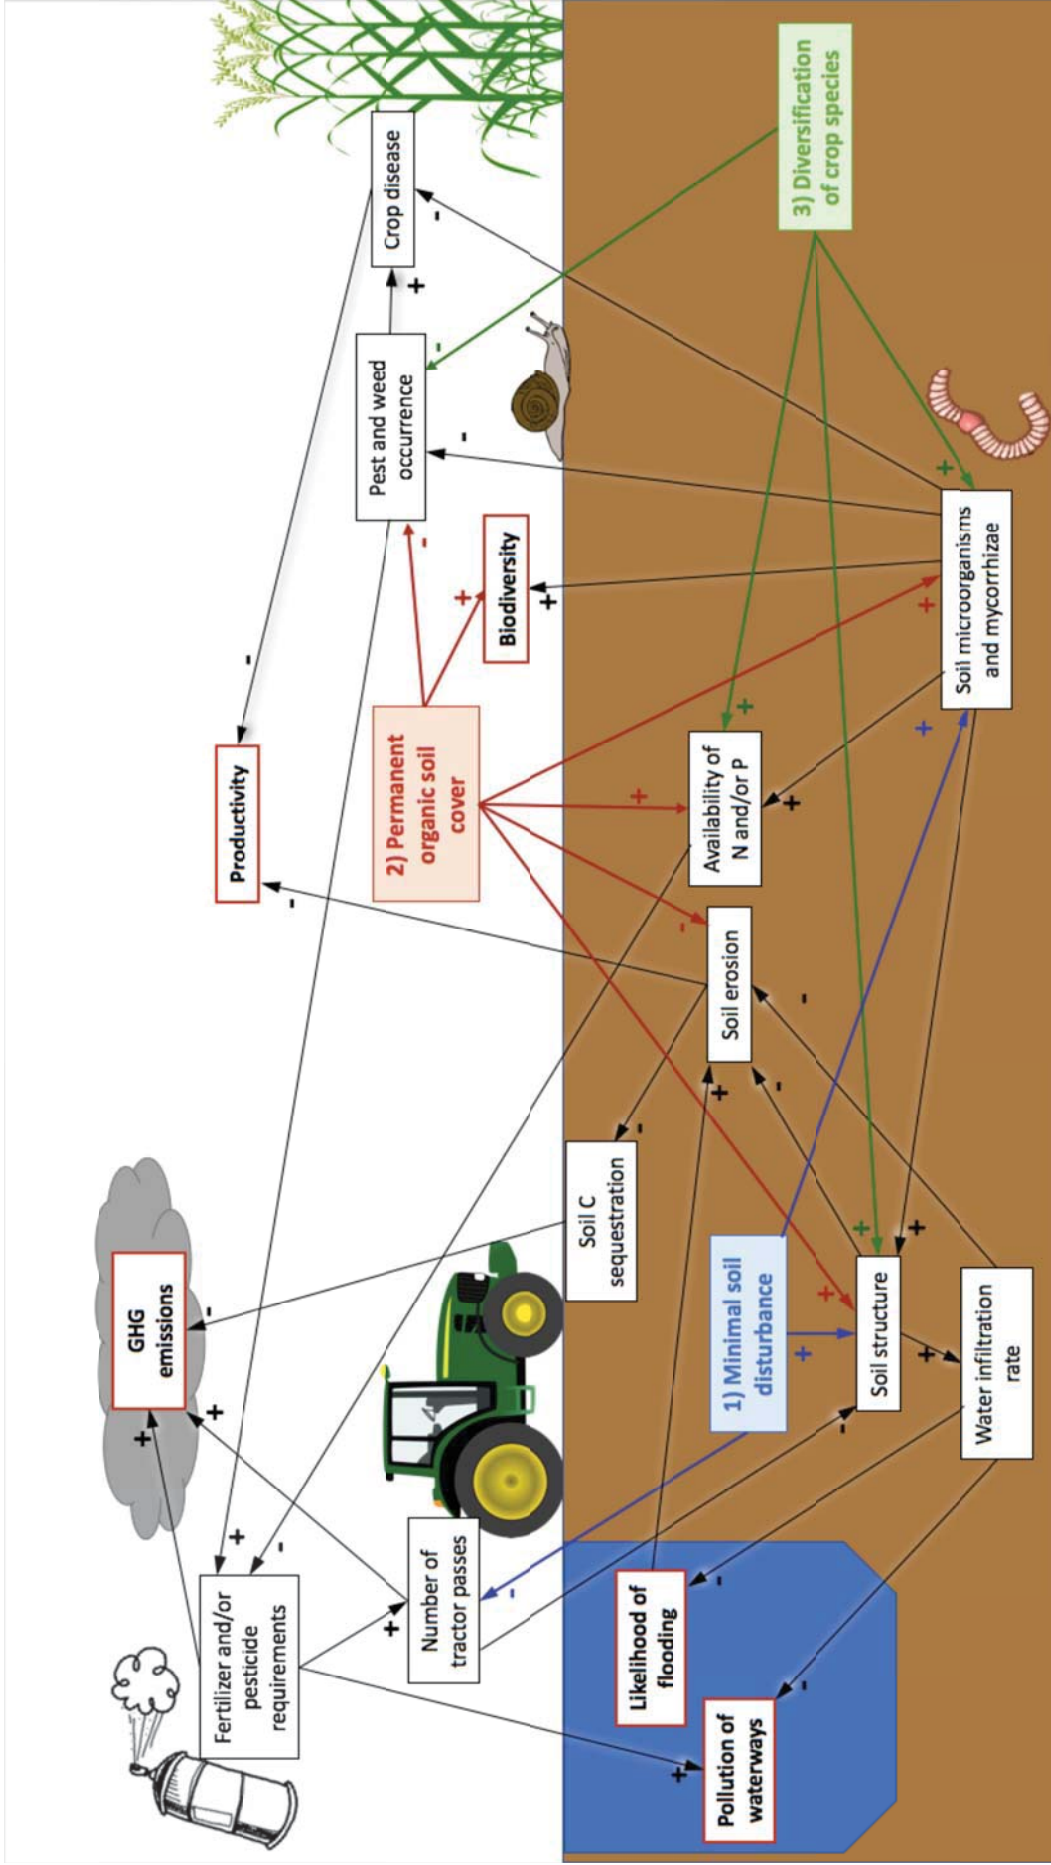 Fertilizer and/or
pesticide
requirements
GHG
emissions
Productivity
Crop disease
Pest and weed
occurrence
Number of
tractor passes
2) Permanent
organic soil
cover
Biodiversity
Likelihood of
flooding
Pollution of
waterways
Soil C
sequestration
1) Minimal soil
disturbance
Soil erosion
Availability of
N and/or P
3) Diversification
of crop species
Soil structure
Water infiltration
rate
Soil microorganisms
and mycorrhizae